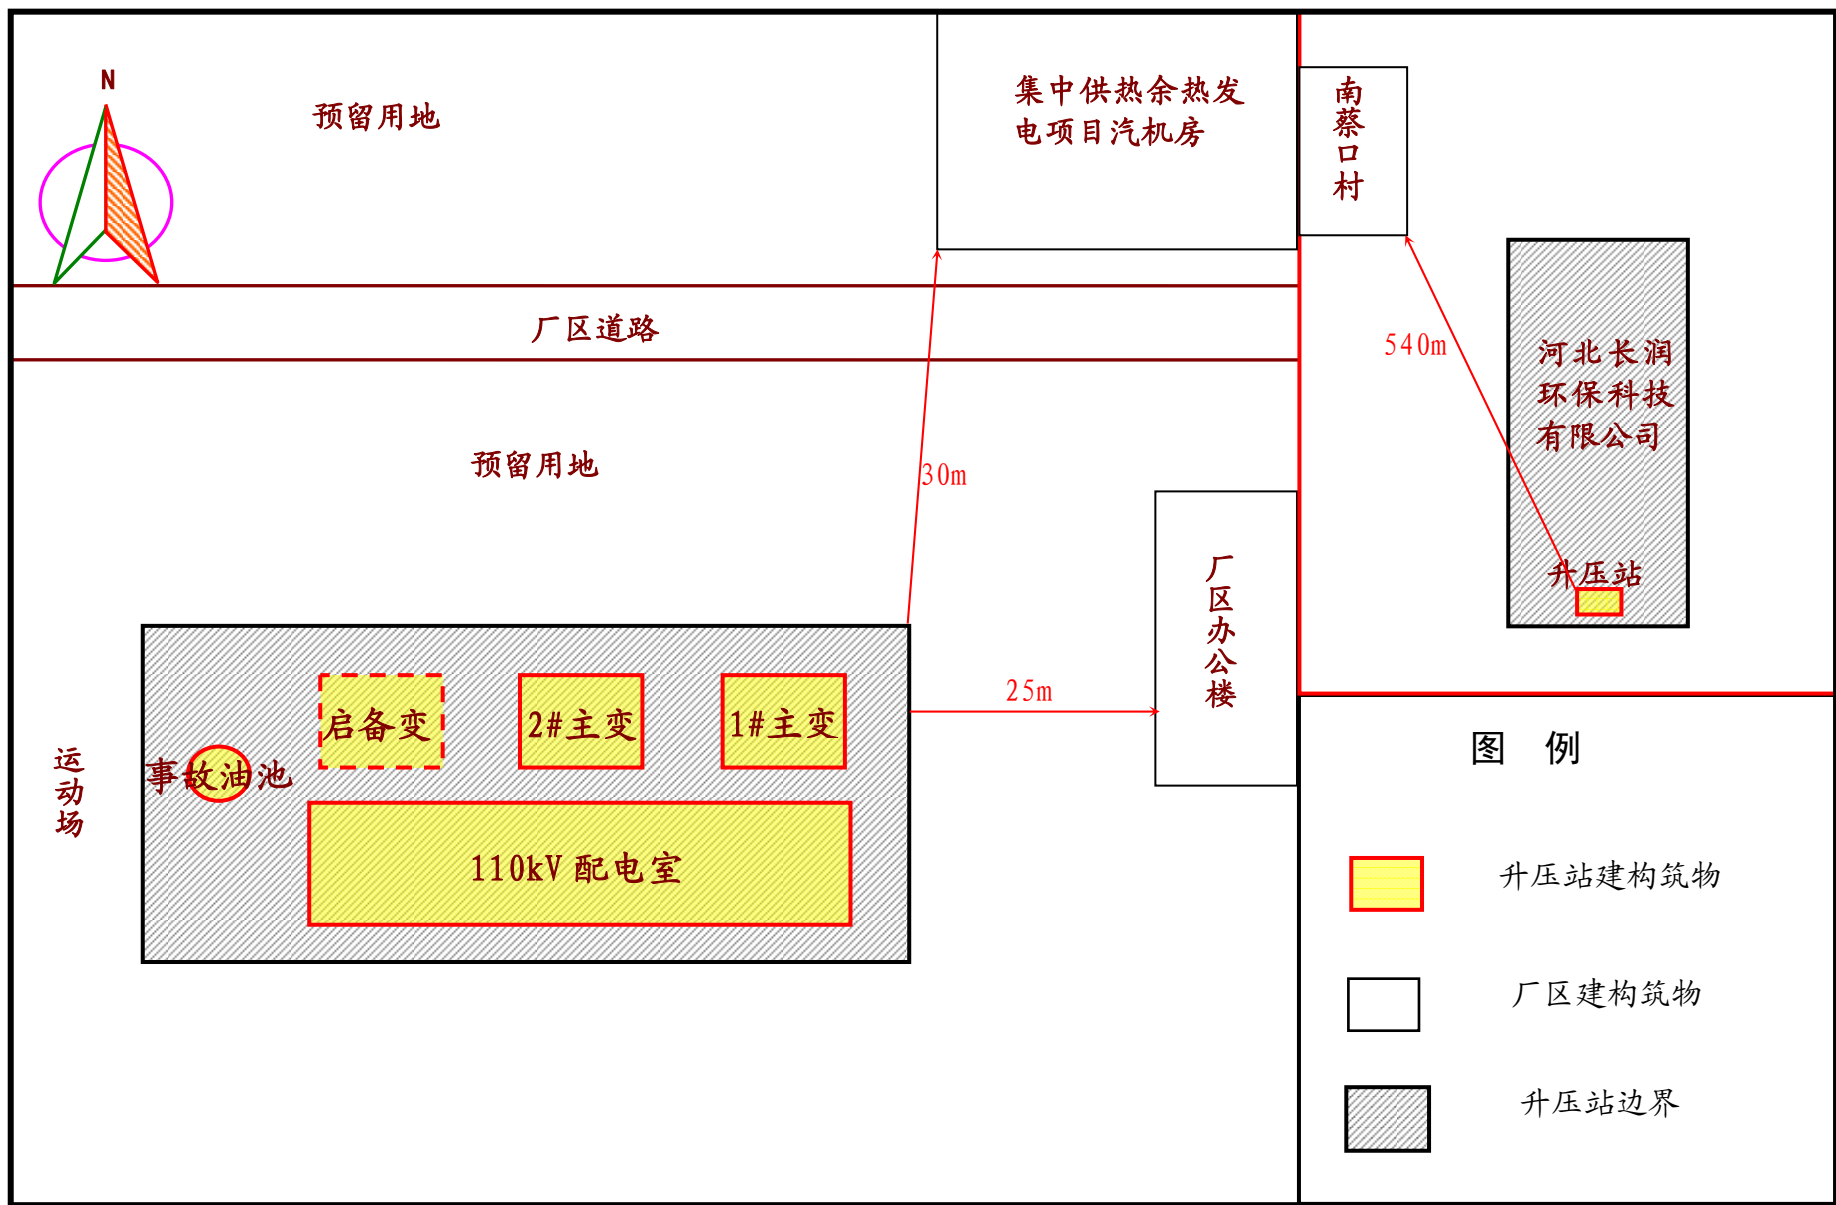 N
预留用地
集中供热余热发
电项目汽机房
南蔡口村
厂区道路
540m
河北长润
环保科技
有限公司
预留用地
30m
升压站
厂区办公楼
25m
启备变
2#主变
1#主变
运动场
事故油池
110kV 配电室
图 例
升压站建构筑物
厂区建构筑物
升压站边界